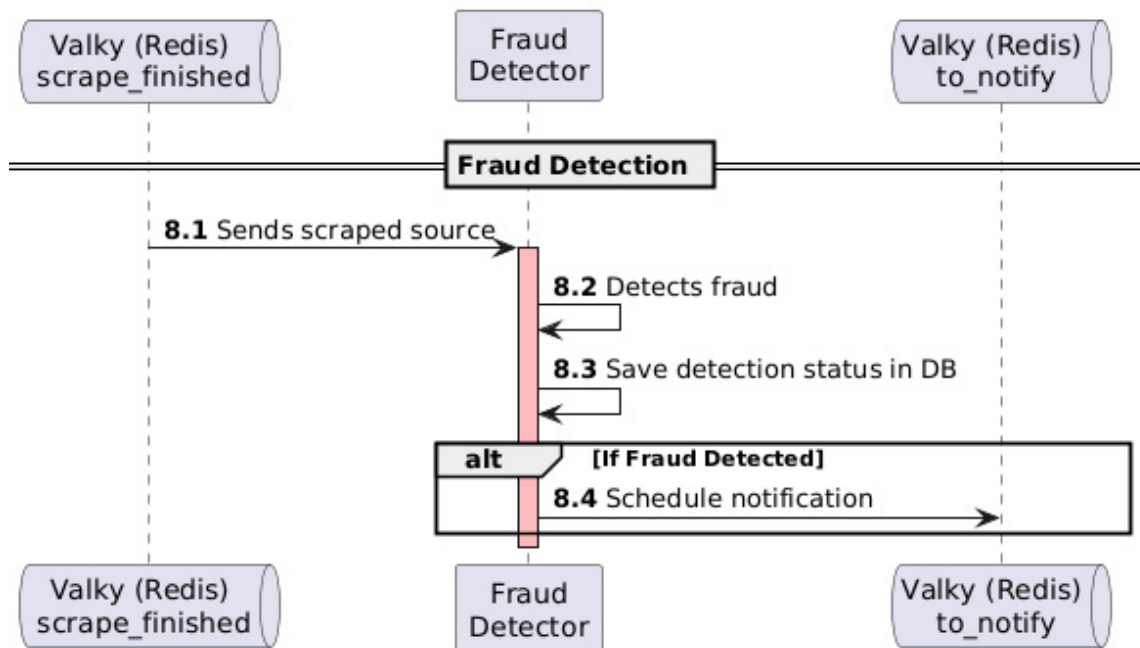 Valky (Redis)
scrape_finished
Fraud
Detector
Valky (Redis)
to_notify
Fraud Detection
8.1 Sends scraped source
8.2 Detects fraud
8.3 Save detection status in DB
alt
[If Fraud Detected]
8.4 Schedule notification
Valky (Redis)
scrape_finished
Fraud
Detector
Valky (Redis)
to_notify